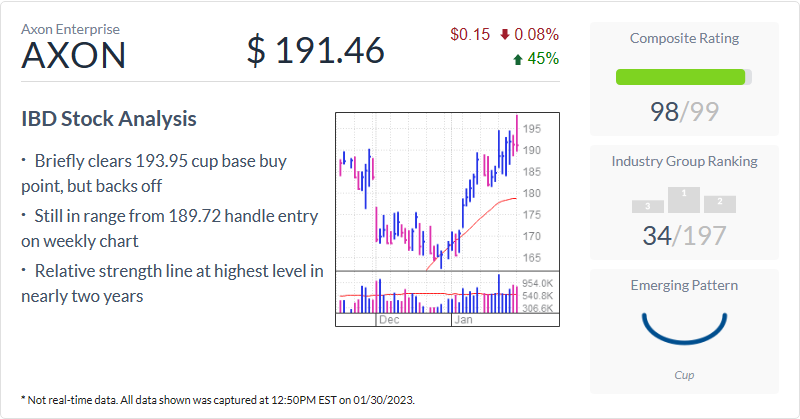 Axon Enterprise
AXON
$ 191.46
$0.15 0.08%
45%
IBD Stock Analysis
· Briefly clears 193.95 cup base buy
point, but backs off
· Still in range from 189.72 handle entry
on weekly chart
· Relative strength line at highest level in
nearly two years
195
190
185
180
175
170
165
954.0K
540.8K
306.6K
Dec
Jan
Composite Rating
98/99
Industry Group Ranking
3
1
2
34/197
Emerging Pattern
Cup
* Not real-time data. All data shown was captured at 12:50PM EST on 01/30/2023.